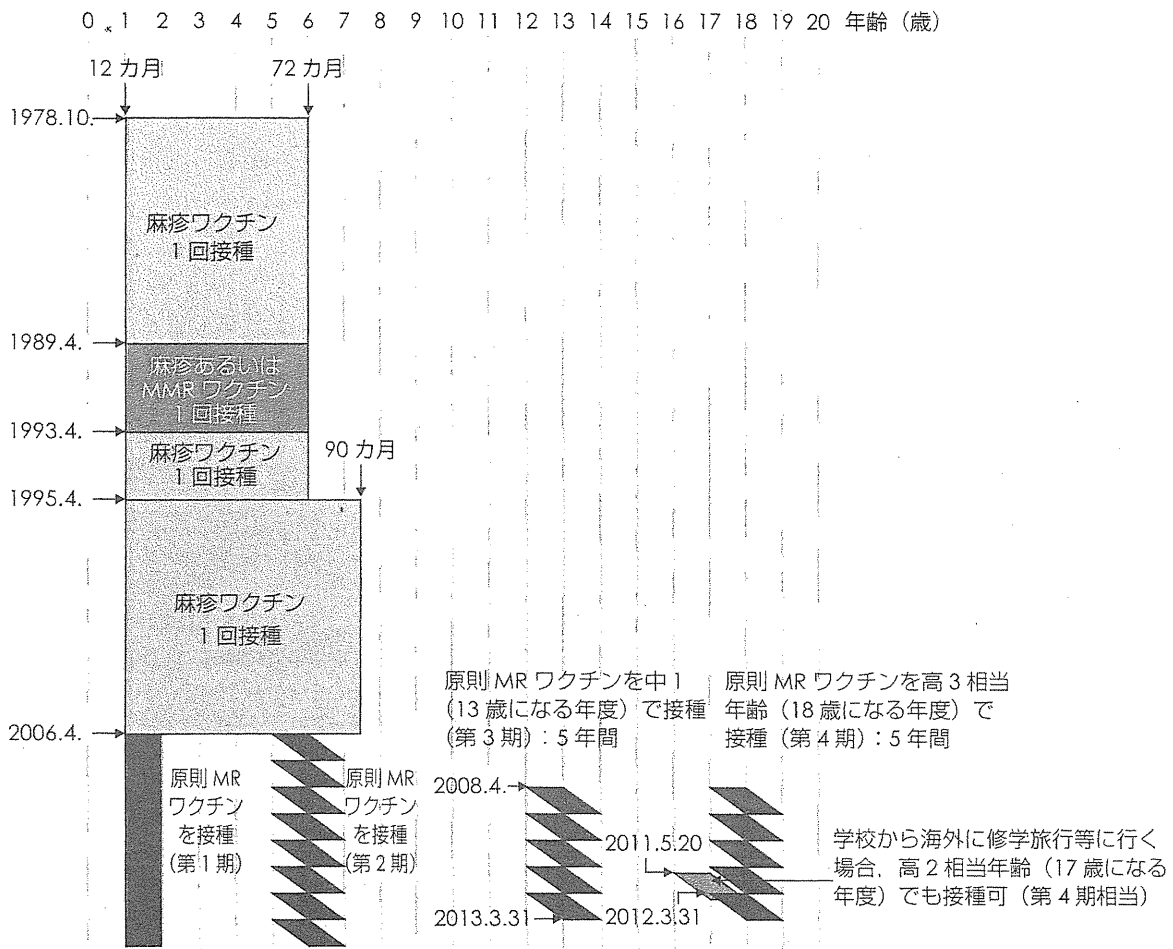 0 1 2 3 4 5 6 7 8 9 10 11 12 13 14 15 16 17 18 19 20 年齢（歳）
12カ月
72カ月
1978.10.
麻疹ワクチン
1回接種
1989.4.
麻疹あるいは
MMRワクチン
1回接種
1993.4.
90カ月
麻疹ワクチン
1回接種
1995.4.
麻疹ワクチン
1回接種
原則MRワクチンを中1
（13歳になる年度）で接種
（第3期）：5年間
原則MRワクチンを高3相当
年齢（18歳になる年度）で
接種（第4期）：5年間
2006.4.
原則MR
ワクチン
を接種
（第1期）
原則MR
ワクチン
を接種
（第2期）
2008.4.
2011.5.20
2013.3.31
2012.3.31
学校から海外に修学旅行等に行く
場合，高2相当年齢（17歳になる
年度）でも接種可（第4期相当）